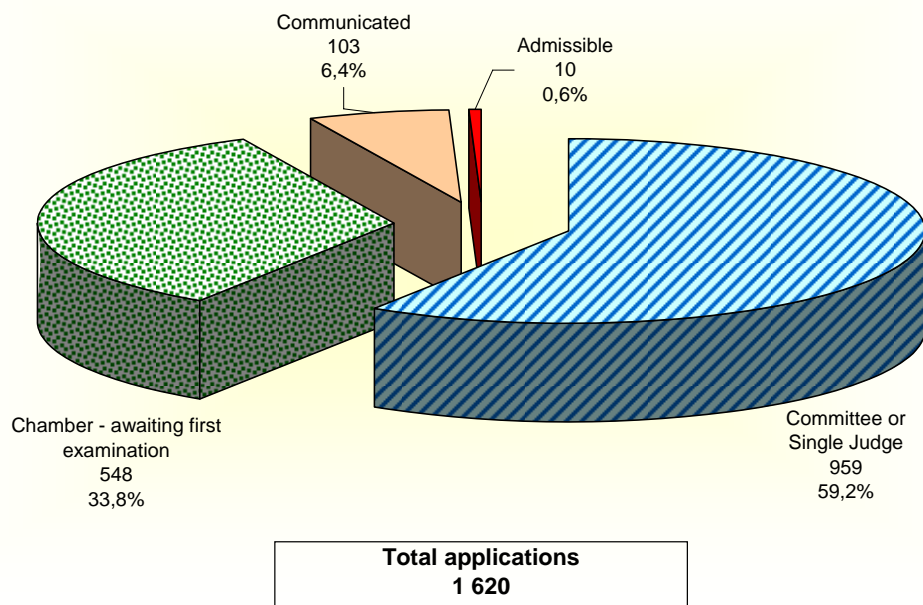 Communicated
103
6,4%
Admissible
10
0,6%
Chamber - awaiting first
examination
548
33,8%
Committee or
Single Judge
959
59,2%
Total applications
1 620